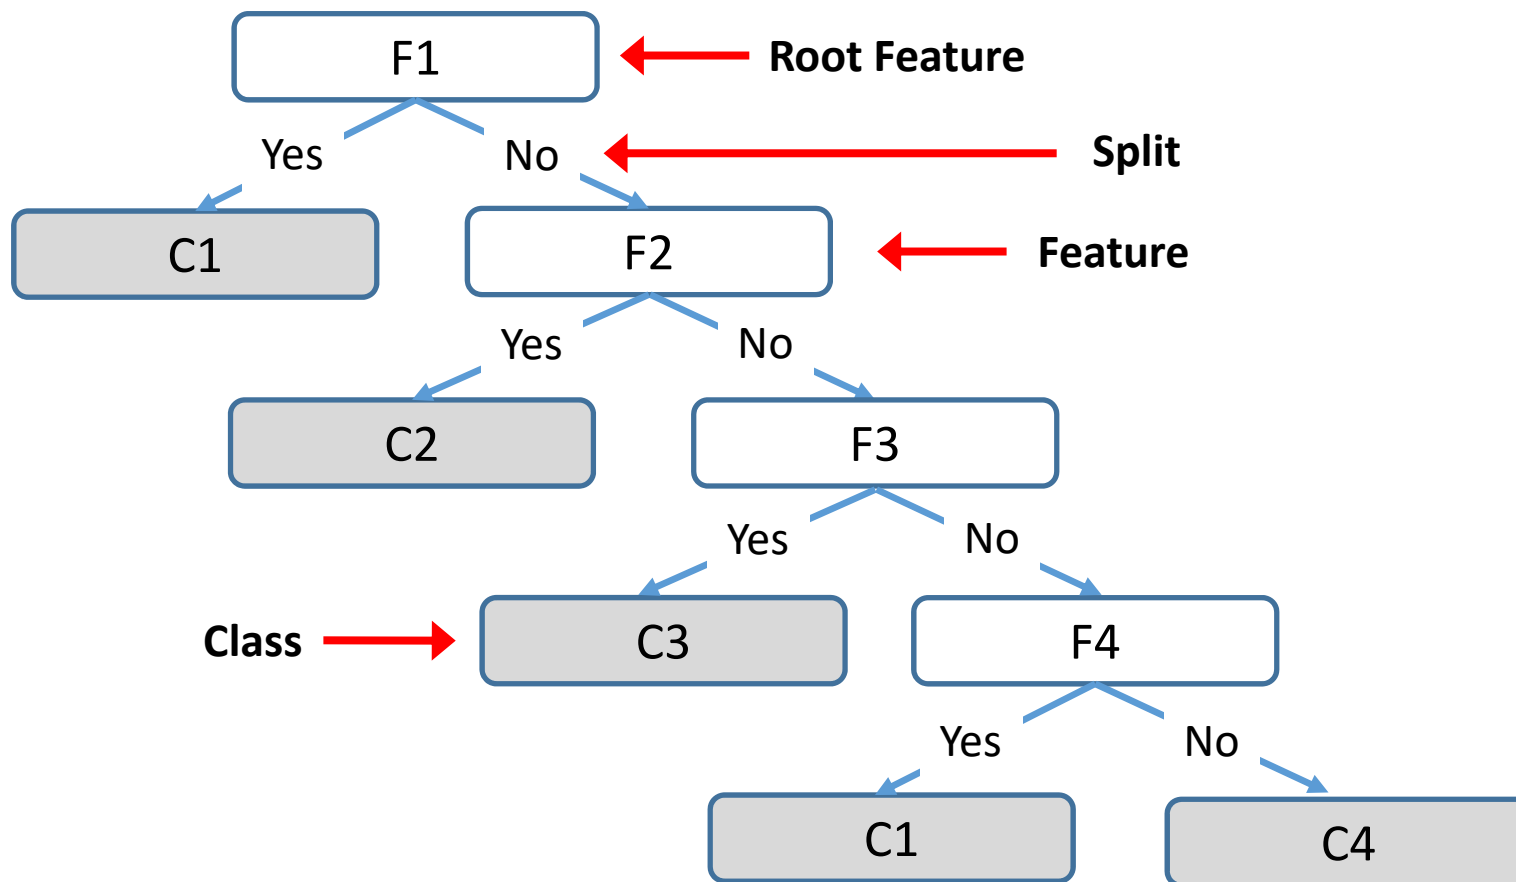 F1
Root Feature
Yes
No
Split
C1
F2
Feature
Yes
No
C2
F3
Yes
No
Class
C3
F4
Yes
No
C1
C4